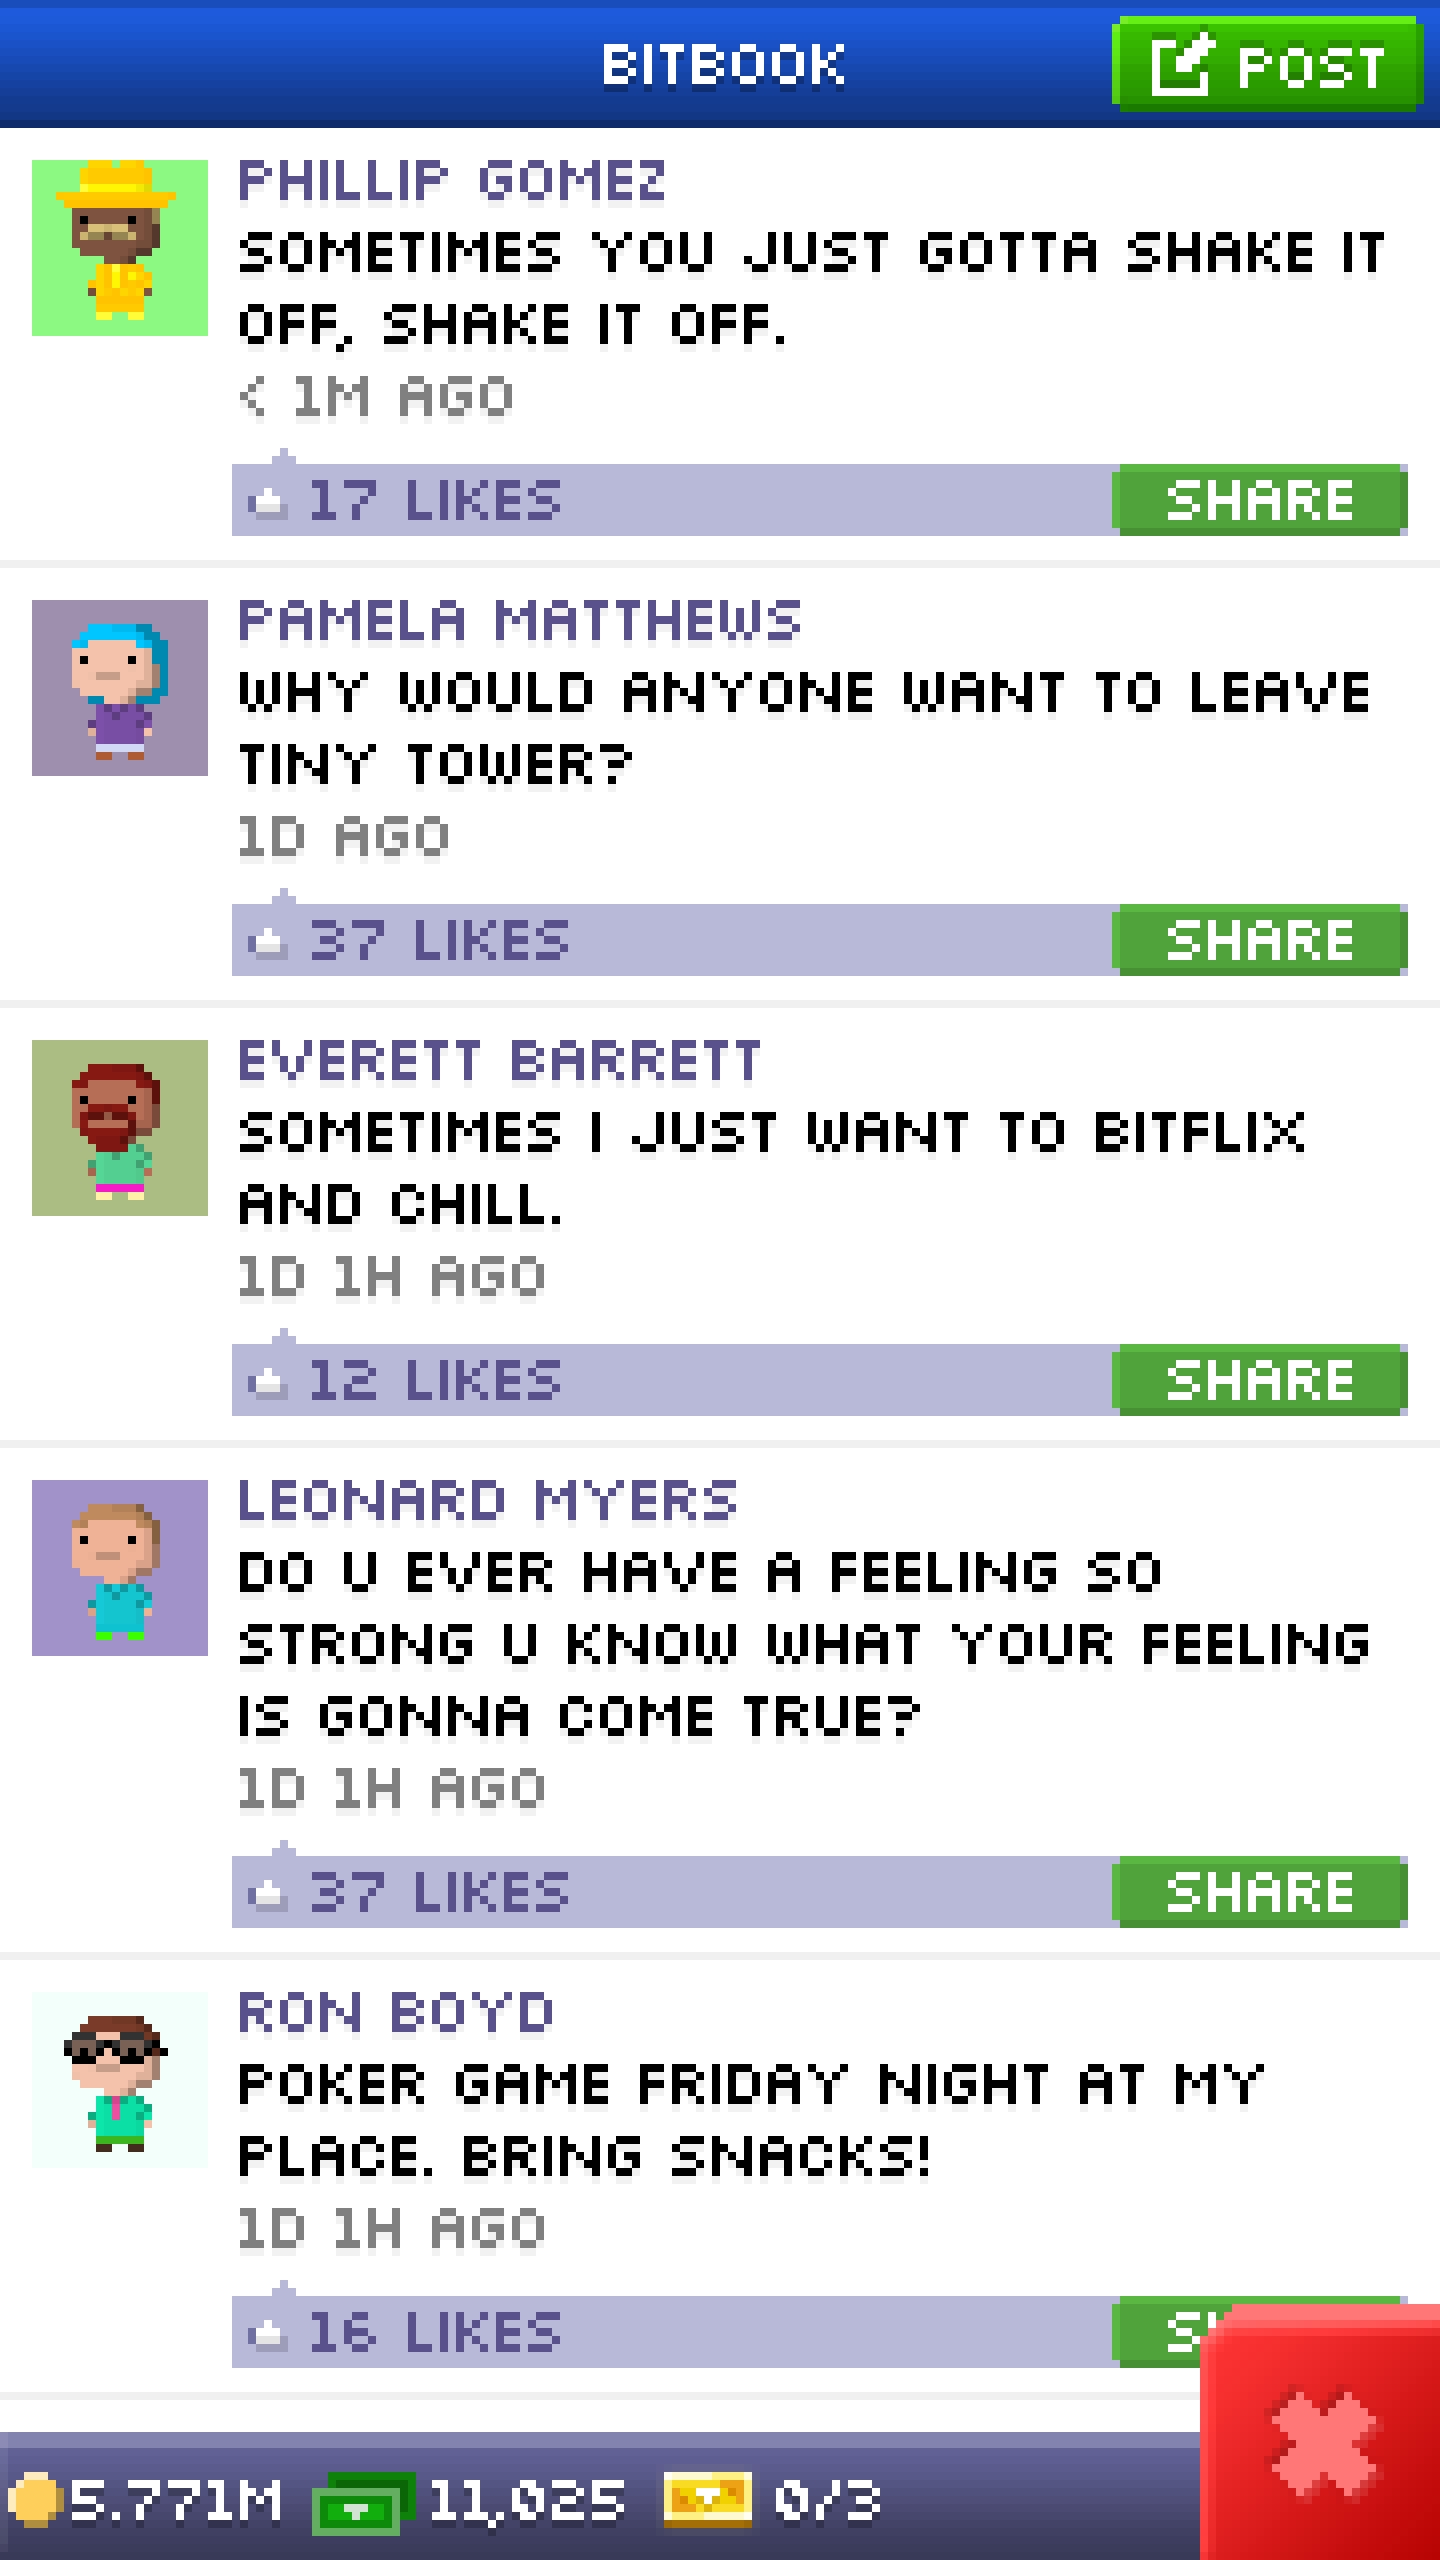 BITBOOK
POST
PHILLIP GOMEZ
SOMETIMES YOU JUST GOTTA SHAKE IT
OFF, SHAKE IT OFF.
< 1M AGO
17 LIKES
SHARE
PAMELA MATTHEWS
WHY WOULD ANYONE WANT TO LEAVE
TINY TOWER?
1D AGO
37 LIKES
SHARE
EVERETT BARRETT
SOMETIMES I JUST WANT TO BITFLIX
AND CHILL.
1D 1H AGO
12 LIKES
SHARE
LEONARD MYERS
DO U EVER HAVE A FEELING SO
STRONG U KNOW WHAT YOUR FEELING
IS GONNA COME TRUE?
1D 1H AGO
37 LIKES
SHARE
RON BOYD
POKER GAME FRIDAY NIGHT AT MY
PLACE. BRING SNACKS!
1D 1H AGO
16 LIKES
5.771M 11,025 0/3